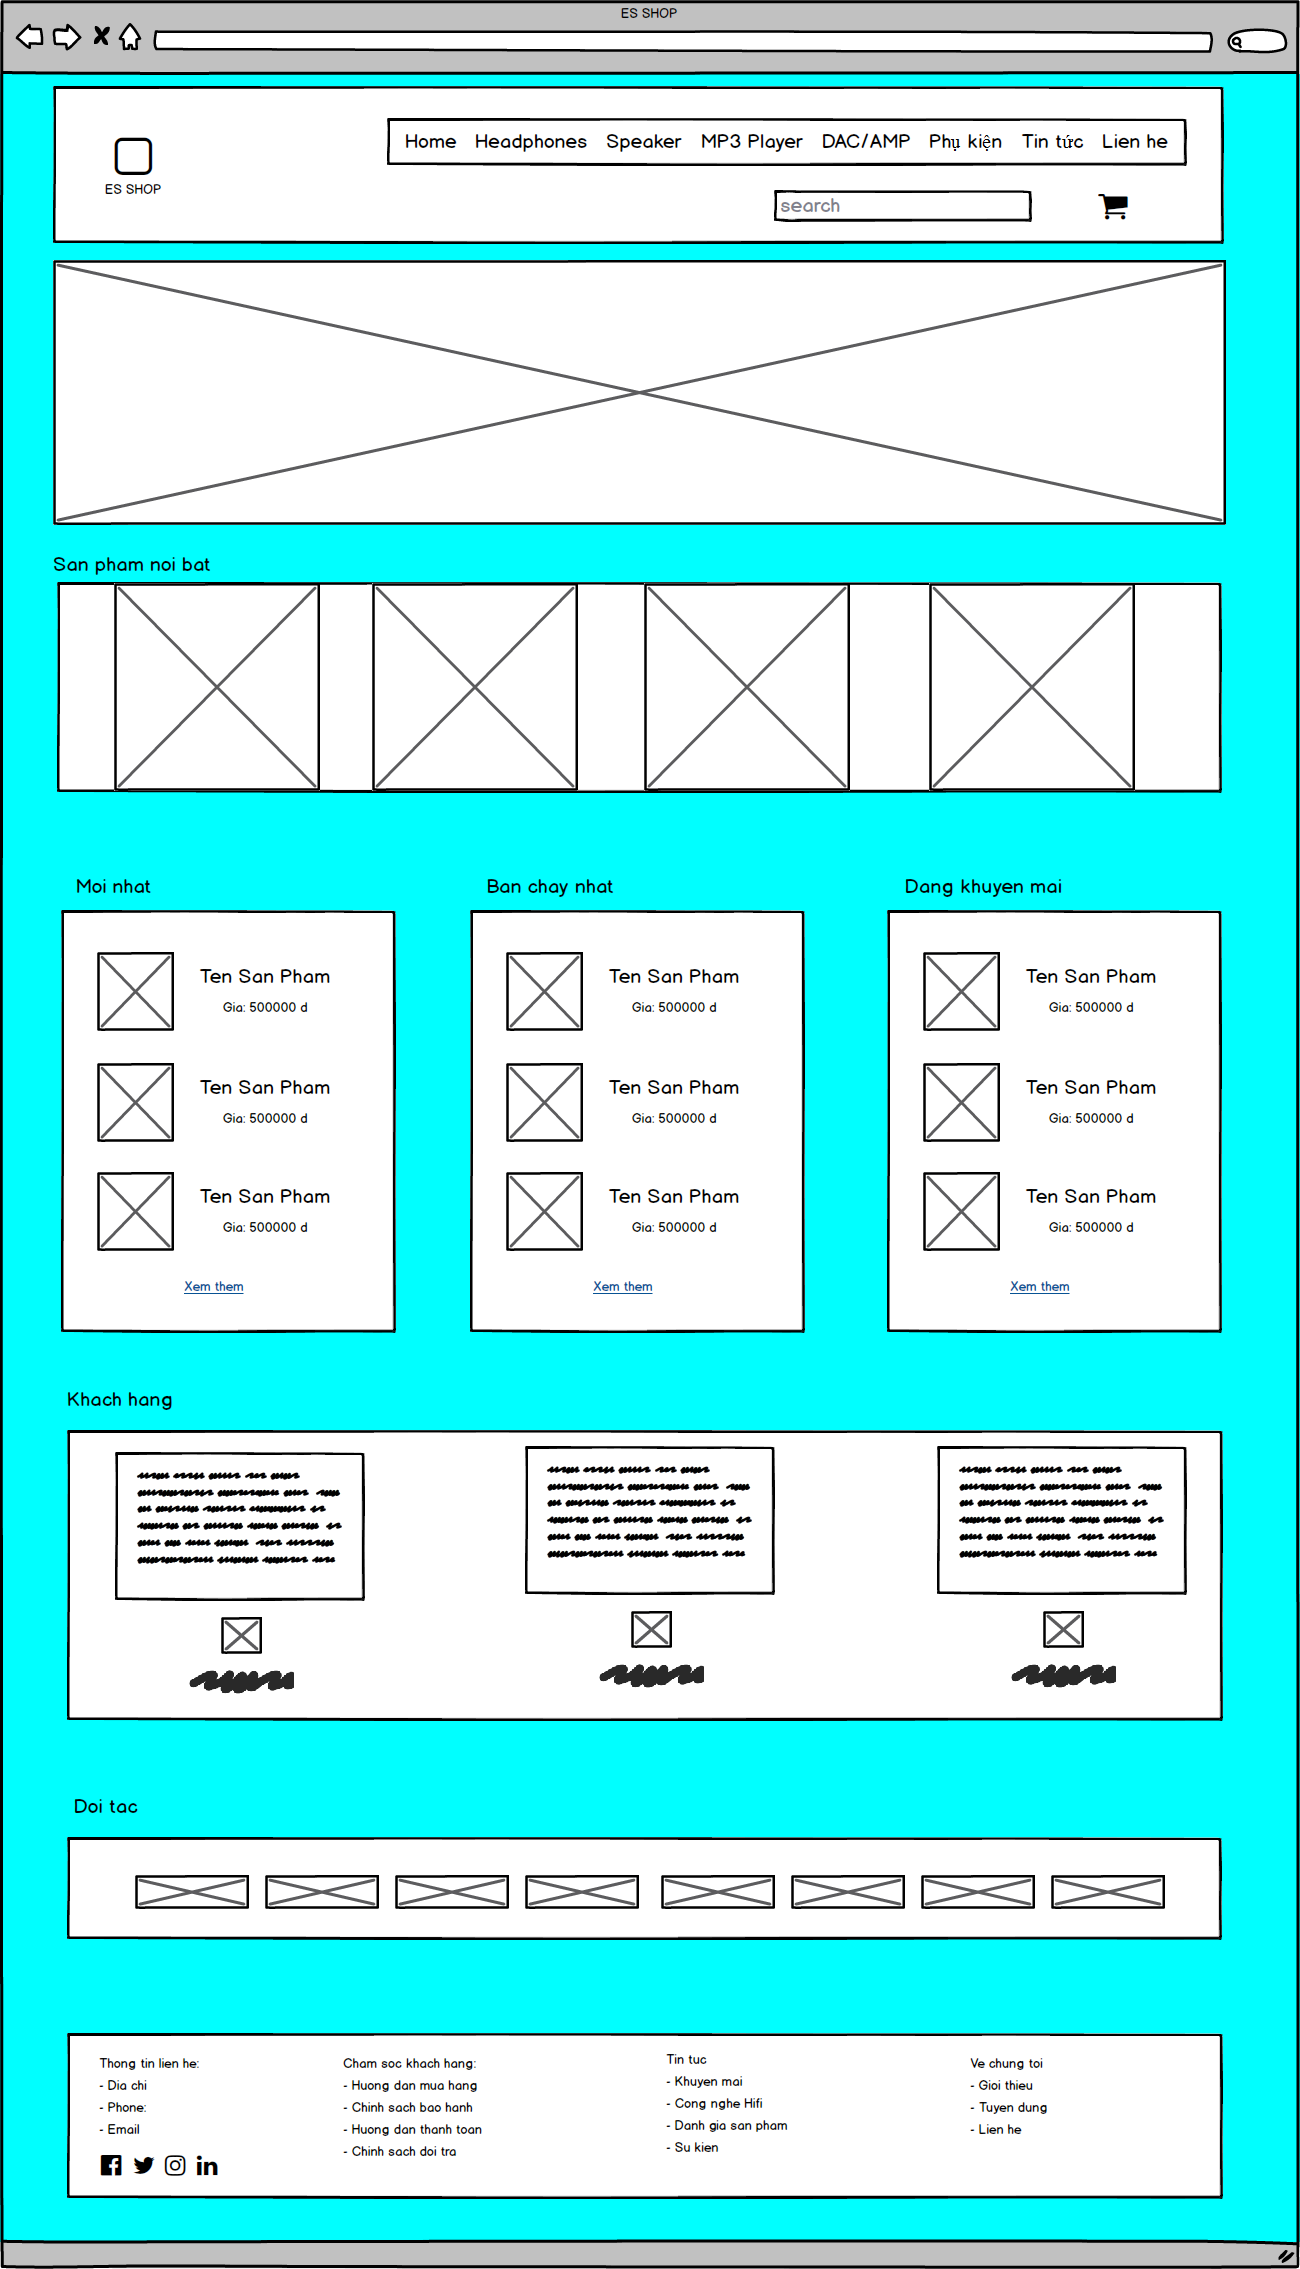 ES SHOP
Home Headphones Speaker MP3 Player DAC/AMP Phụ kiện Tin tức Lien he
ES SHOP
search
San pham noi bat
Moi nhat
Ten San Pham
Gia: 500000 d
Ten San Pham
Gia: 500000 d
Ten San Pham
Gia: 500000 d
Xem them
Ban chay nhat
Ten San Pham
Gia: 500000 d
Ten San Pham
Gia: 500000 d
Ten San Pham
Gia: 500000 d
Xem them
Dang khuyen mai
Ten San Pham
Gia: 500000 d
Ten San Pham
Gia: 500000 d
Ten San Pham
Gia: 500000 d
Xem them
Khach hang
Doi tac
Thong tin lien he:
- Dia chi
- Phone:
- Email
Cham soc khach hang:
- Huong dan mua hang
- Chinh sach bao hanh
- Huong dan thanh toan
- Chinh sach doi tra
Tin tuc
- Khuyen mai
- Cong nghe Hifi
- Danh gia san pham
- Su kien
Ve chung toi
- Gioi thieu
- Tuyen dung
- Lien he